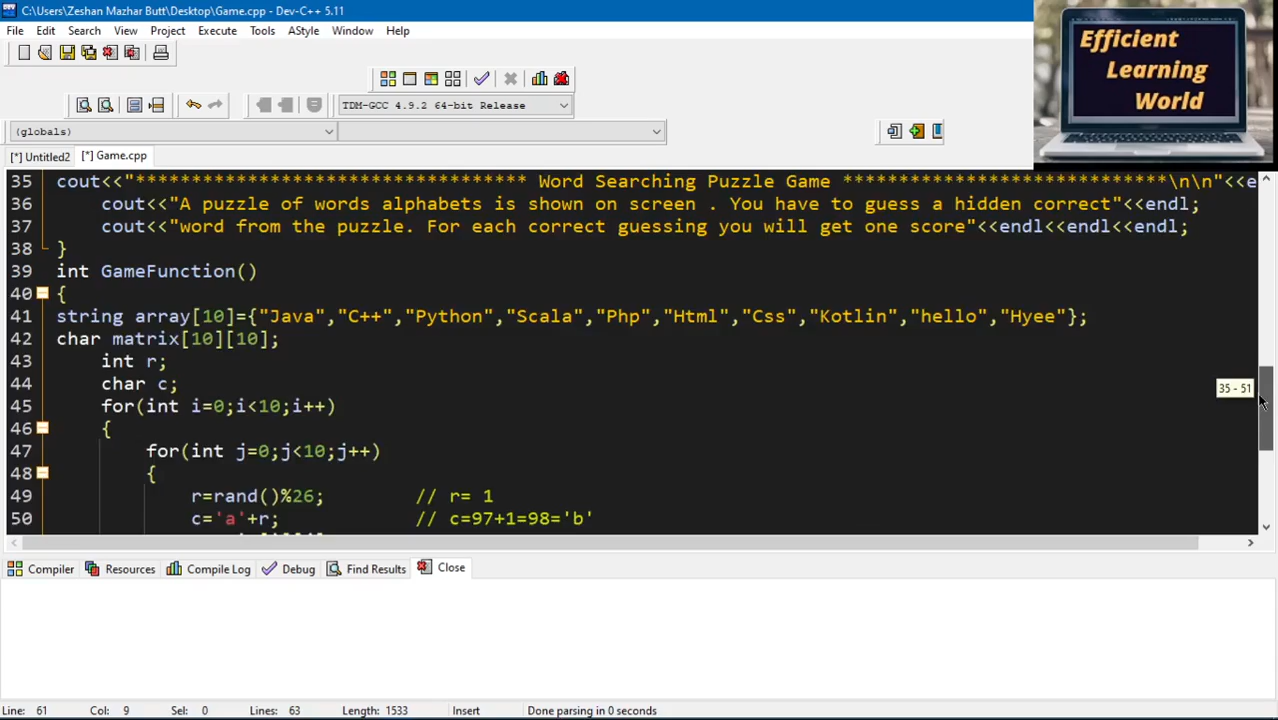 C:\Users\Zeshan Mazhar Butt\Desktop\Game.cpp - Dev-C++ 5.11
File Edit Search View Project Execute Tools AStyle Window Help
TDM-GCC 4.9.2 64-bit Release
(globals)
[*] Untitled2 [*] Game.cpp
Efficient
Learning
World
35 cout<<"*********************************** Word Searching Puzzle Game *****************************\n\n"<<e
36 cout<<"A puzzle of words alphabets is shown on screen . You have to guess a hidden correct"<<endl;
37 cout<<"word from the puzzle. For each correct guessing you will get one score"<<endl<<endl<<endl;
38 }
39 int GameFunction()
40 {
41 string array[10]={"Java","C++","Python","Scala","Php","Html","Css","Kotlin","hello","Hyee"};
42 char matrix[10][10];
43 int r;
44 char c;
45 for(int i=0;i<10;i++)
46 {
47 for(int j=0;j<10;j++)
48 {
49 r=rand()%26; // r= 1
50 c='a'+r; // c=97+1=98='b'
35 - 51
Compiler Resources Compile Log Debug Find Results Close
Line: 61 Col: 9 Sel: 0 Lines: 63 Length: 1533 Insert Done parsing in 0 seconds